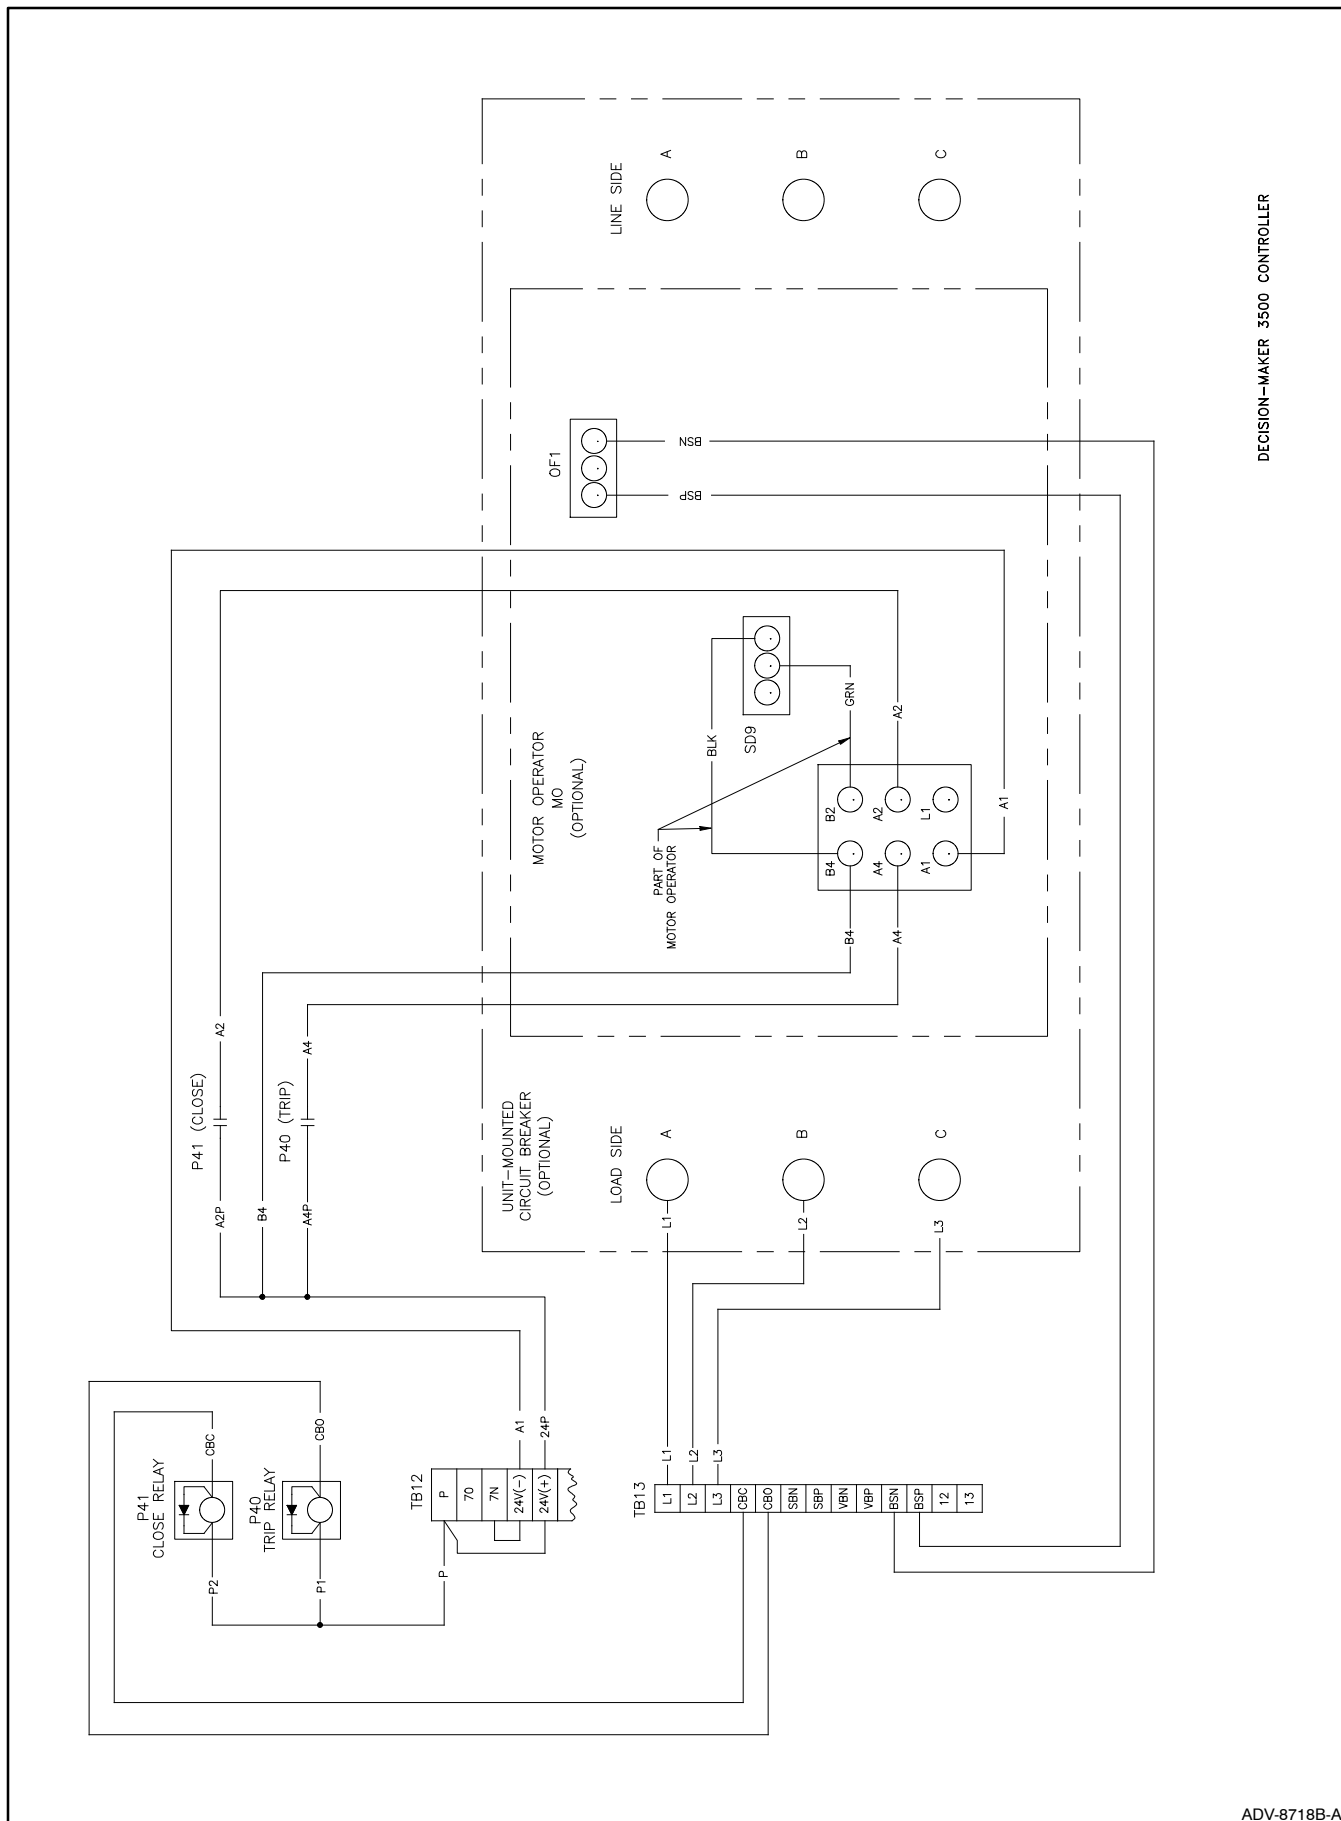 P41
CLOSE RELAY
CBC
P2
P40
TRIP RELAY
CBO
P1
P
TB12
P
70
7N
24V(-)
24V(+)
A1
24P
A2P
P41 (CLOSE)
A2
B4
A4P
P40 (TRIP)
A4
UNIT-MOUNTED
CIRCUIT BREAKER
(OPTIONAL)
MOTOR OPERATOR
MO
(OPTIONAL)
OF1
BSP
BSN
PART OF
MOTOR OPERATOR
BLK
SD9
GRN
A2
B4
A4
B4
B2
A4
A2
A1
L1
A1
LOAD SIDE
A
B
C
LINE SIDE
A
B
C
L1
L2
L3
L1
L2
L3
TB13
L1
L2
L3
CBC
CBO
SBN
SBP
VBN
VBP
BSN
BSP
12
13
DECISION-MAKER 3500 CONTROLLER
ADV-8718B-A